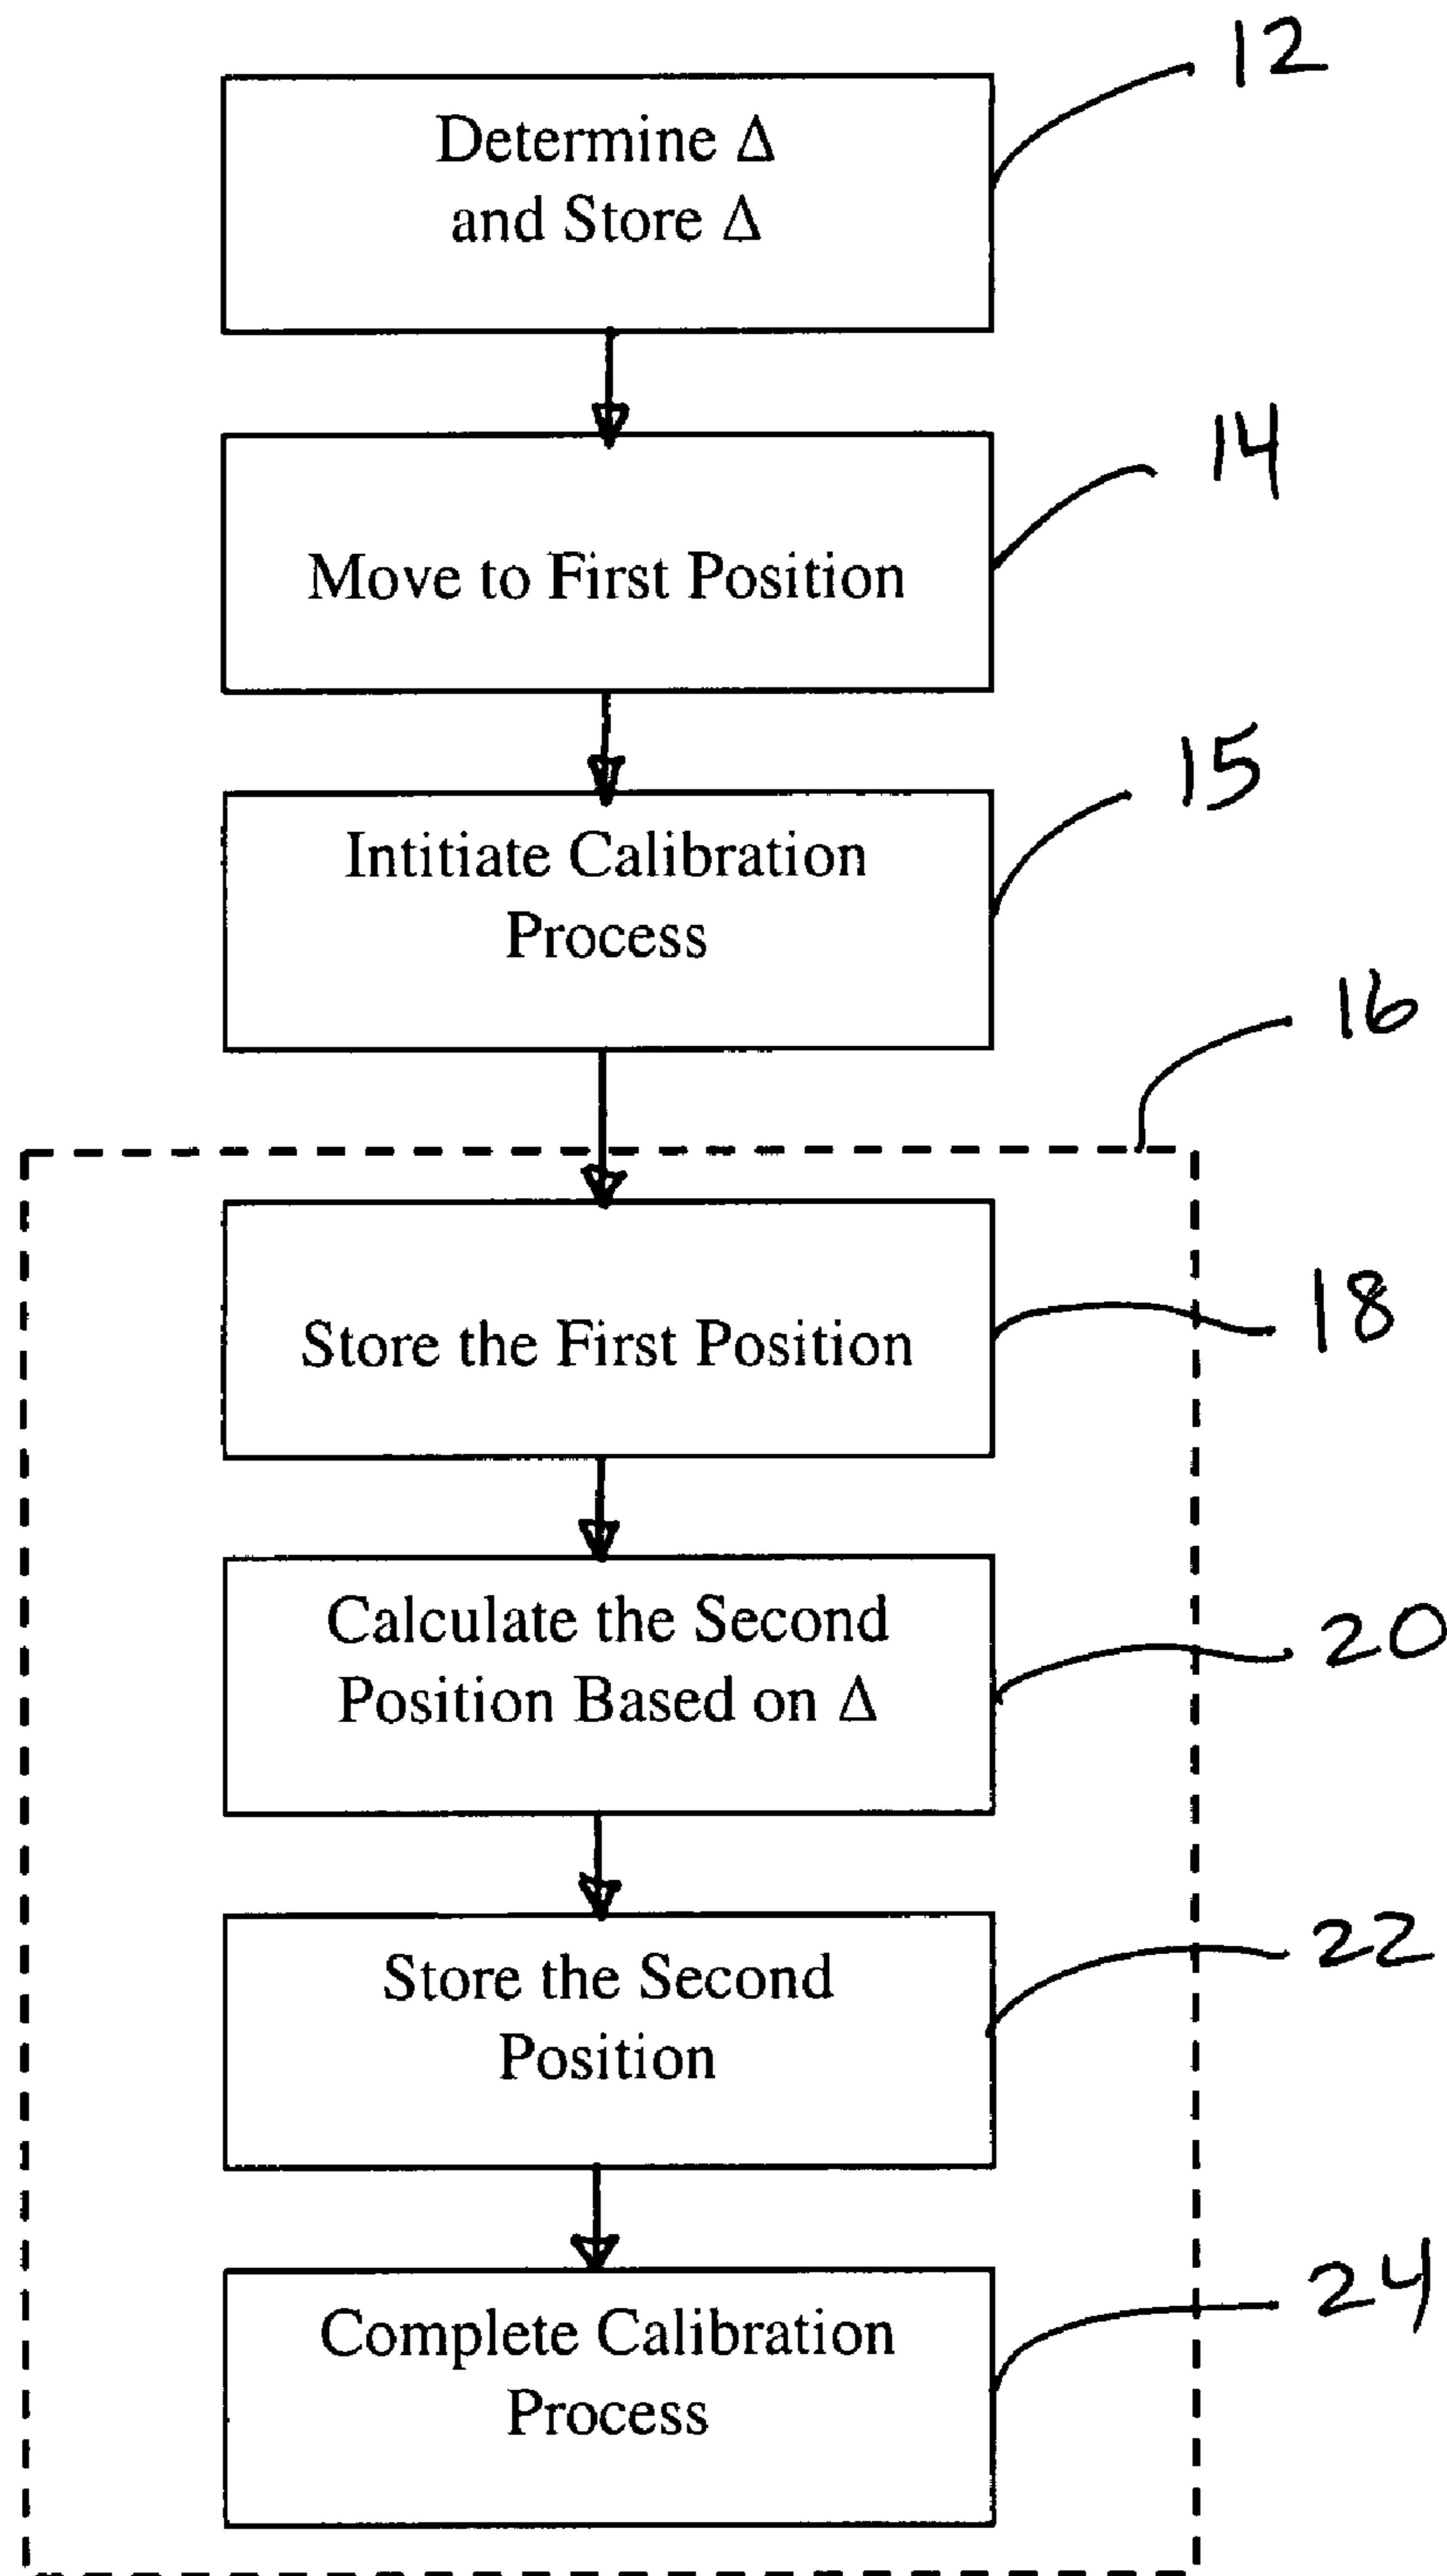 12
Determine Δ
and Store Δ
14
Move to First Position
15
Intitiate Calibration
Process
16
Store the First Position
18
Calculate the Second
Position Based on Δ
20
Store the Second
Position
22
Complete Calibration
Process
24